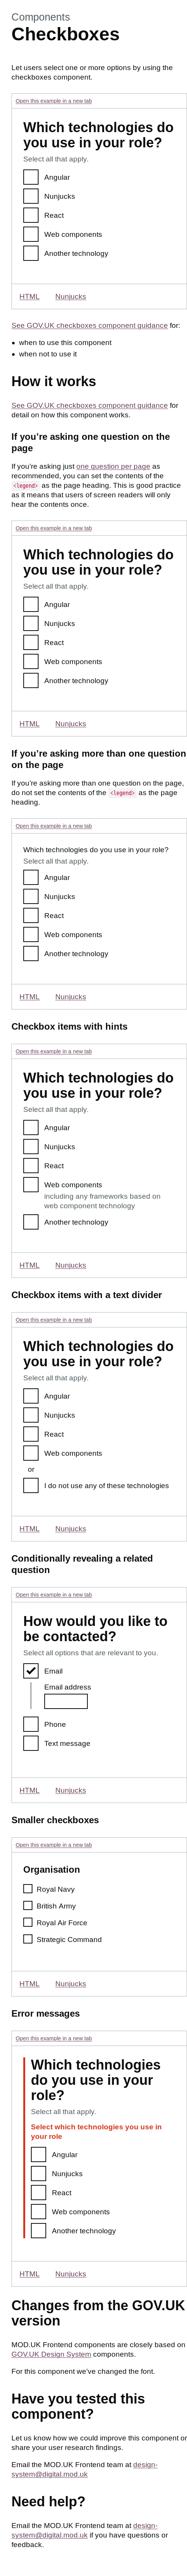 Components
Checkboxes
Let users select one or more options by using the
checkboxes component.
Open this example in a new tab
Which technologies do
you use in your role?
Select all that apply.
Angular
Nunjucks
React
Web components
Another technology
HTML Nunjucks
See GOV.UK checkboxes component guidance for:
• when to use this component
• when not to use it
How it works
See GOV.UK checkboxes component guidance for
detail on how this component works.
If you’re asking one question on the
page
If you’re asking just one question per page as
recommended, you can set the contents of the
<legend> as the page heading. This is good practice
as it means that users of screen readers will only
hear the contents once.
Open this example in a new tab
Which technologies do
you use in your role?
Select all that apply.
Angular
Nunjucks
React
Web components
Another technology
HTML Nunjucks
If you’re asking more than one question
on the page
If you’re asking more than one question on the page,
do not set the contents of the <legend> as the page
heading.
Open this example in a new tab
Which technologies do you use in your role?
Select all that apply.
Angular
Nunjucks
React
Web components
Another technology
HTML Nunjucks
Checkbox items with hints
Open this example in a new tab
Which technologies do
you use in your role?
Select all that apply.
Angular
Nunjucks
React
Web components
including any frameworks based on
web component technology
Another technology
HTML Nunjucks
Checkbox items with a text divider
Open this example in a new tab
Which technologies do
you use in your role?
Select all that apply.
Angular
Nunjucks
React
Web components
or
I do not use any of these technologies
HTML Nunjucks
Conditionally revealing a related
question
Open this example in a new tab
How would you like to
be contacted?
Select all options that are relevant to you.
Email
Email address
Phone
Text message
HTML Nunjucks
Smaller checkboxes
Open this example in a new tab
Organisation
Royal Navy
British Army
Royal Air Force
Strategic Command
HTML Nunjucks
Error messages
Open this example in a new tab
Which technologies
do you use in your
role?
Select all that apply.
Select which technologies you use in
your role
Angular
Nunjucks
React
Web components
Another technology
HTML Nunjucks
Changes from the GOV.UK
version
MOD.UK Frontend components are closely based on
GOV.UK Design System components.
For this component we’ve changed the font.
Have you tested this
component?
Let us know how we could improve this component or
share your user research findings.
Email the MOD.UK Frontend team at design-
system@digital.mod.uk
Need help?
Email the MOD.UK Frontend team at design-
system@digital.mod.uk if you have questions or
feedback.